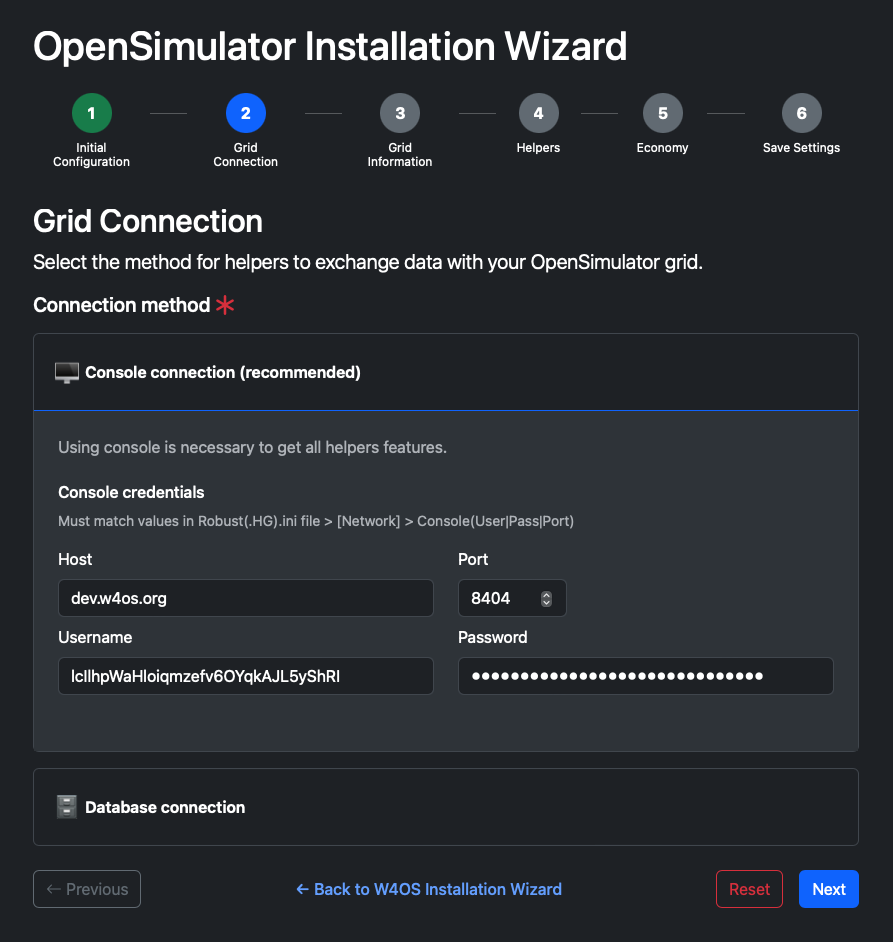 OpenSimulator Installation Wizard
1
2
3
4
5
6
Initial Configuration
Grid Connection
Grid Information
Helpers
Economy
Save Settings
Grid Connection
Select the method for helpers to exchange data with your OpenSimulator grid.
Connection method *
Console connection (recommended)
Using console is necessary to get all helpers features.
Console credentials
Must match values in Robust(.HG).ini file > [Network] > Console(User|Pass|Port)
Host
Port
dev.w4os.org
8404
Username
Password
••••••••••••••••••••••••••••••
Database connection
← Previous
← Back to W4OS Installation Wizard
Reset
Next